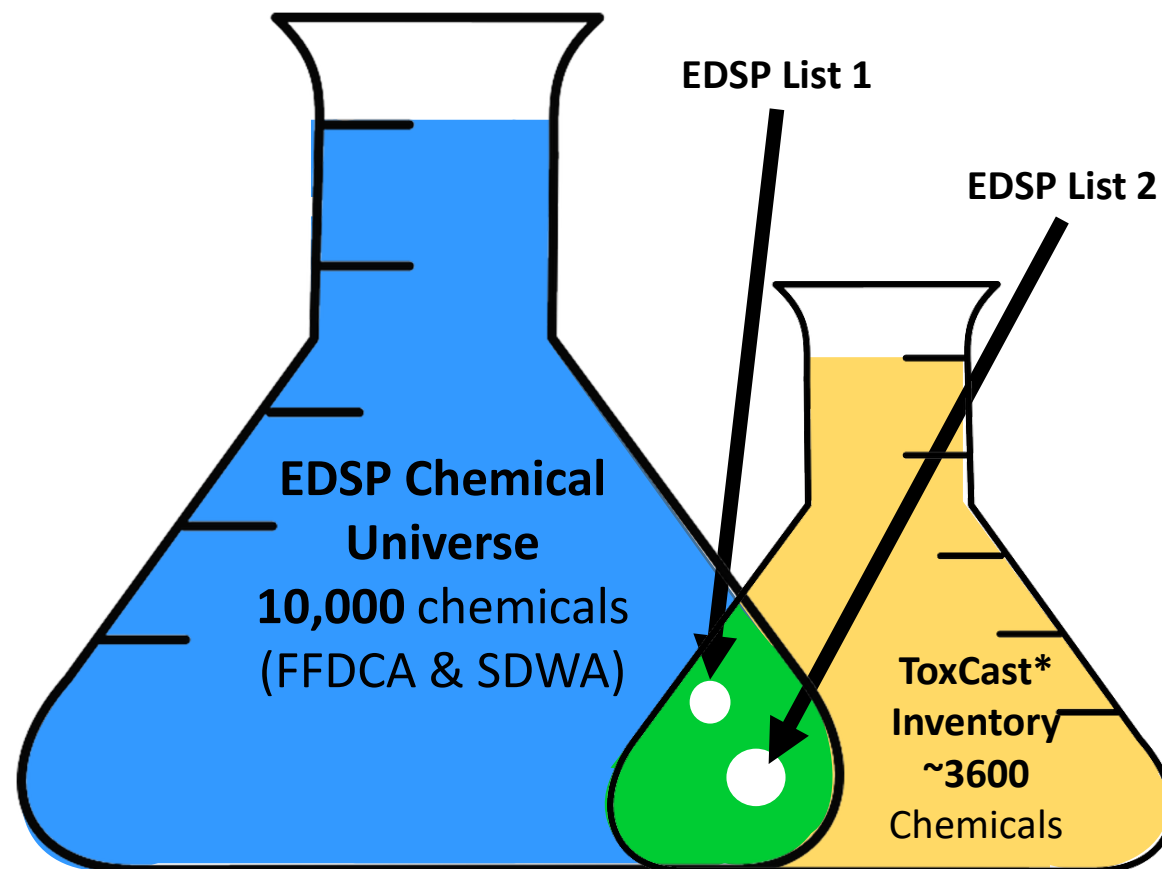 EDSP List 1
EDSP List 2
EDSP Chemical
Universe
10,000 chemicals
(FFDCA & SDWA)
ToxCast*
Inventory
~3600
Chemicals